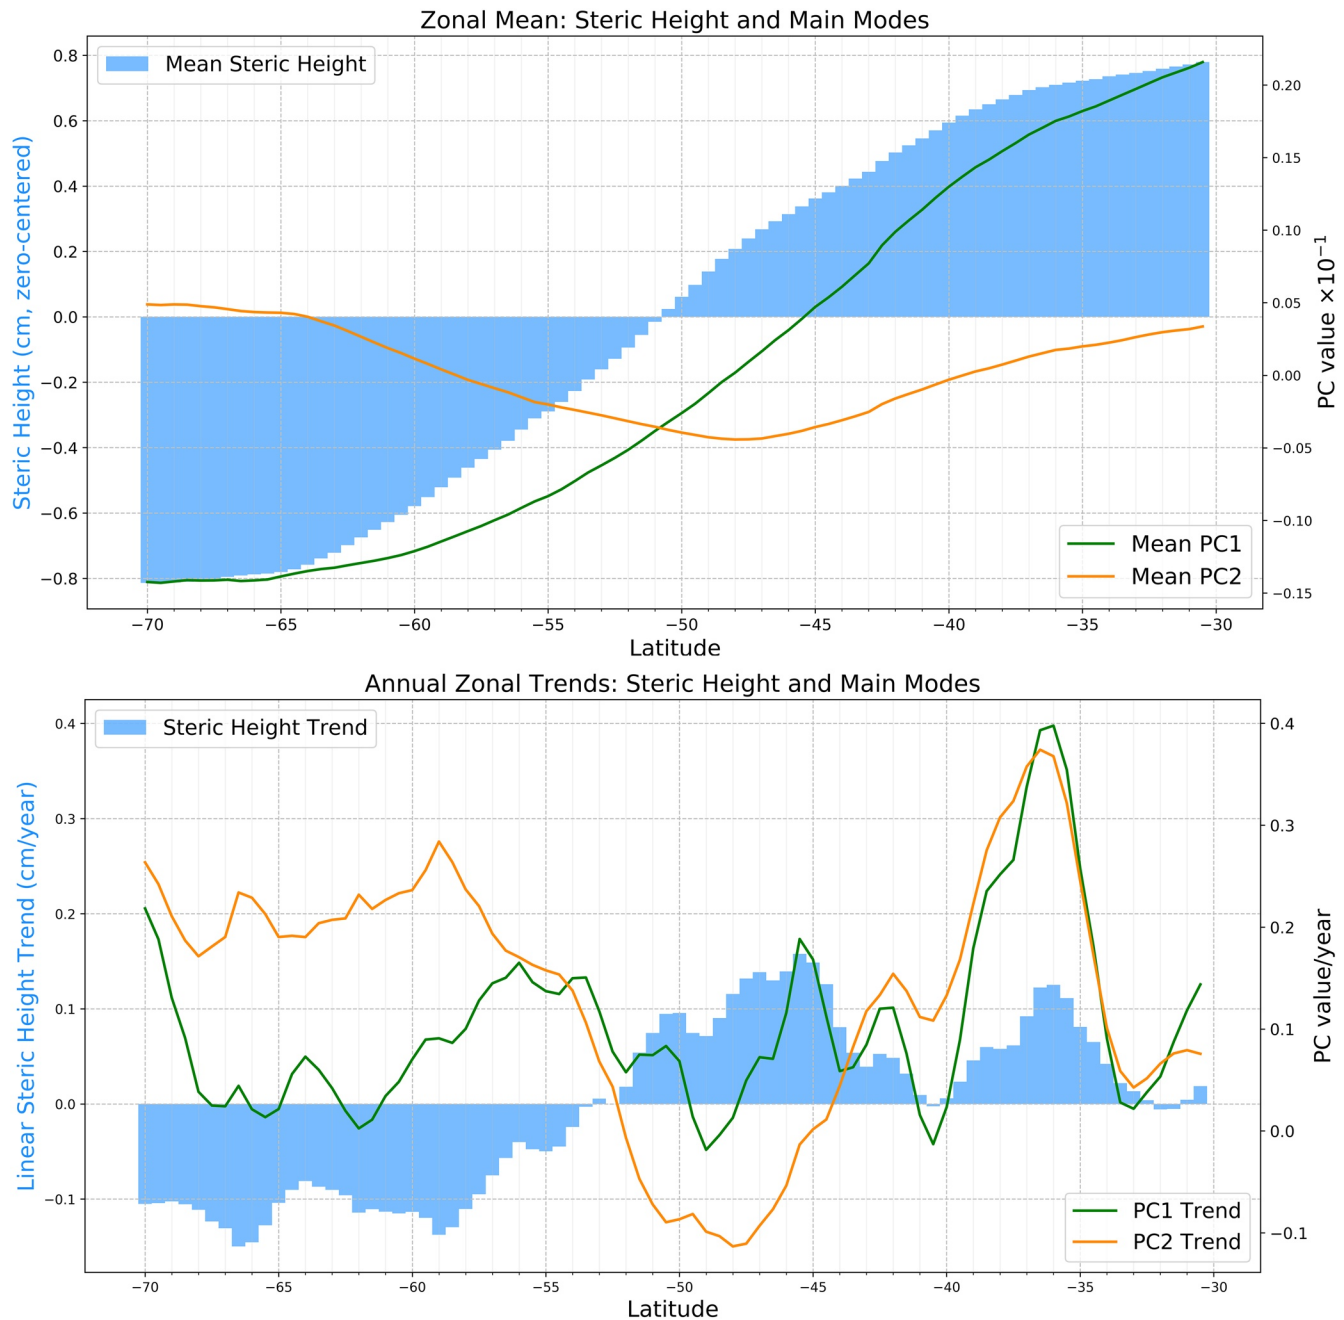 Zonal Mean: Steric Height and Main Modes
Mean Steric Height
Steric Height (cm, zero-centered)
0.8
0.6
0.4
0.2
0.0
−0.2
−0.4
−0.6
−0.8
0.20
0.15
0.10
0.05
0.00
−0.05
−0.10
−0.15
PC value ×10⁻¹
Mean PC1
Mean PC2
−70 −65 −60 −55 −50 −45 −40 −35 −30
Latitude
Annual Zonal Trends: Steric Height and Main Modes
Steric Height Trend
Linear Steric Height Trend (cm/year)
0.4
0.3
0.2
0.1
0.0
−0.1
0.4
0.3
0.2
0.1
0.0
−0.1
PC value/year
PC1 Trend
PC2 Trend
−70 −65 −60 −55 −50 −45 −40 −35 −30
Latitude